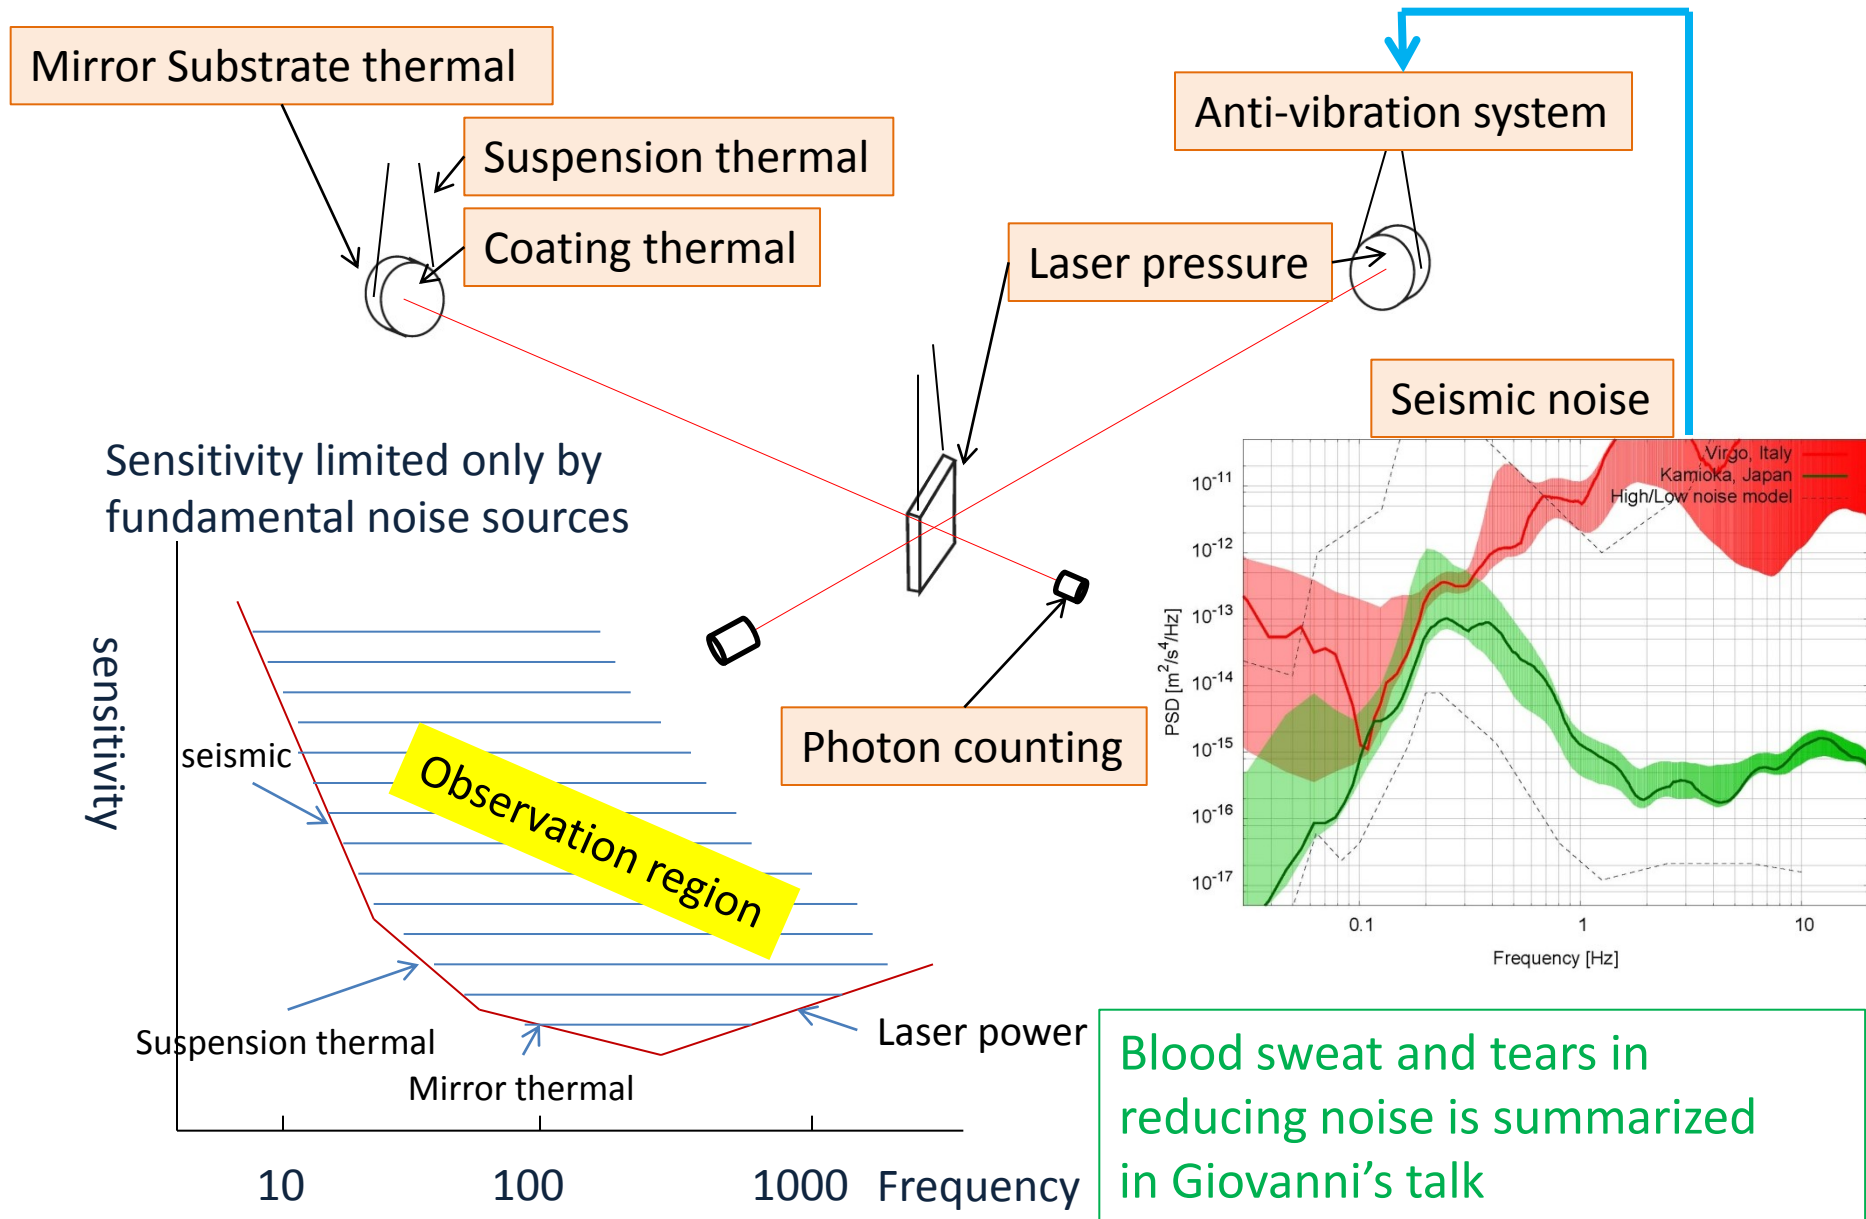 Mirror Substrate thermal
Suspension thermal
Coating thermal
Anti-vibration system
Laser pressure
Seismic noise
Sensitivity limited only by
fundamental noise sources
sensitivity
seismic
Observation region
Suspension thermal
Mirror thermal
Laser power
10
100
1000
Frequency
Photon counting
Virgo, Italy
Kamioka, Japan
High/Low noise model
PSD [m²/s⁴/Hz]
10⁻¹¹
10⁻¹²
10⁻¹³
10⁻¹⁴
10⁻¹⁵
10⁻¹⁶
10⁻¹⁷
0.1
1
10
Frequency [Hz]
Blood sweat and tears in
reducing noise is summarized
in Giovanni’s talk